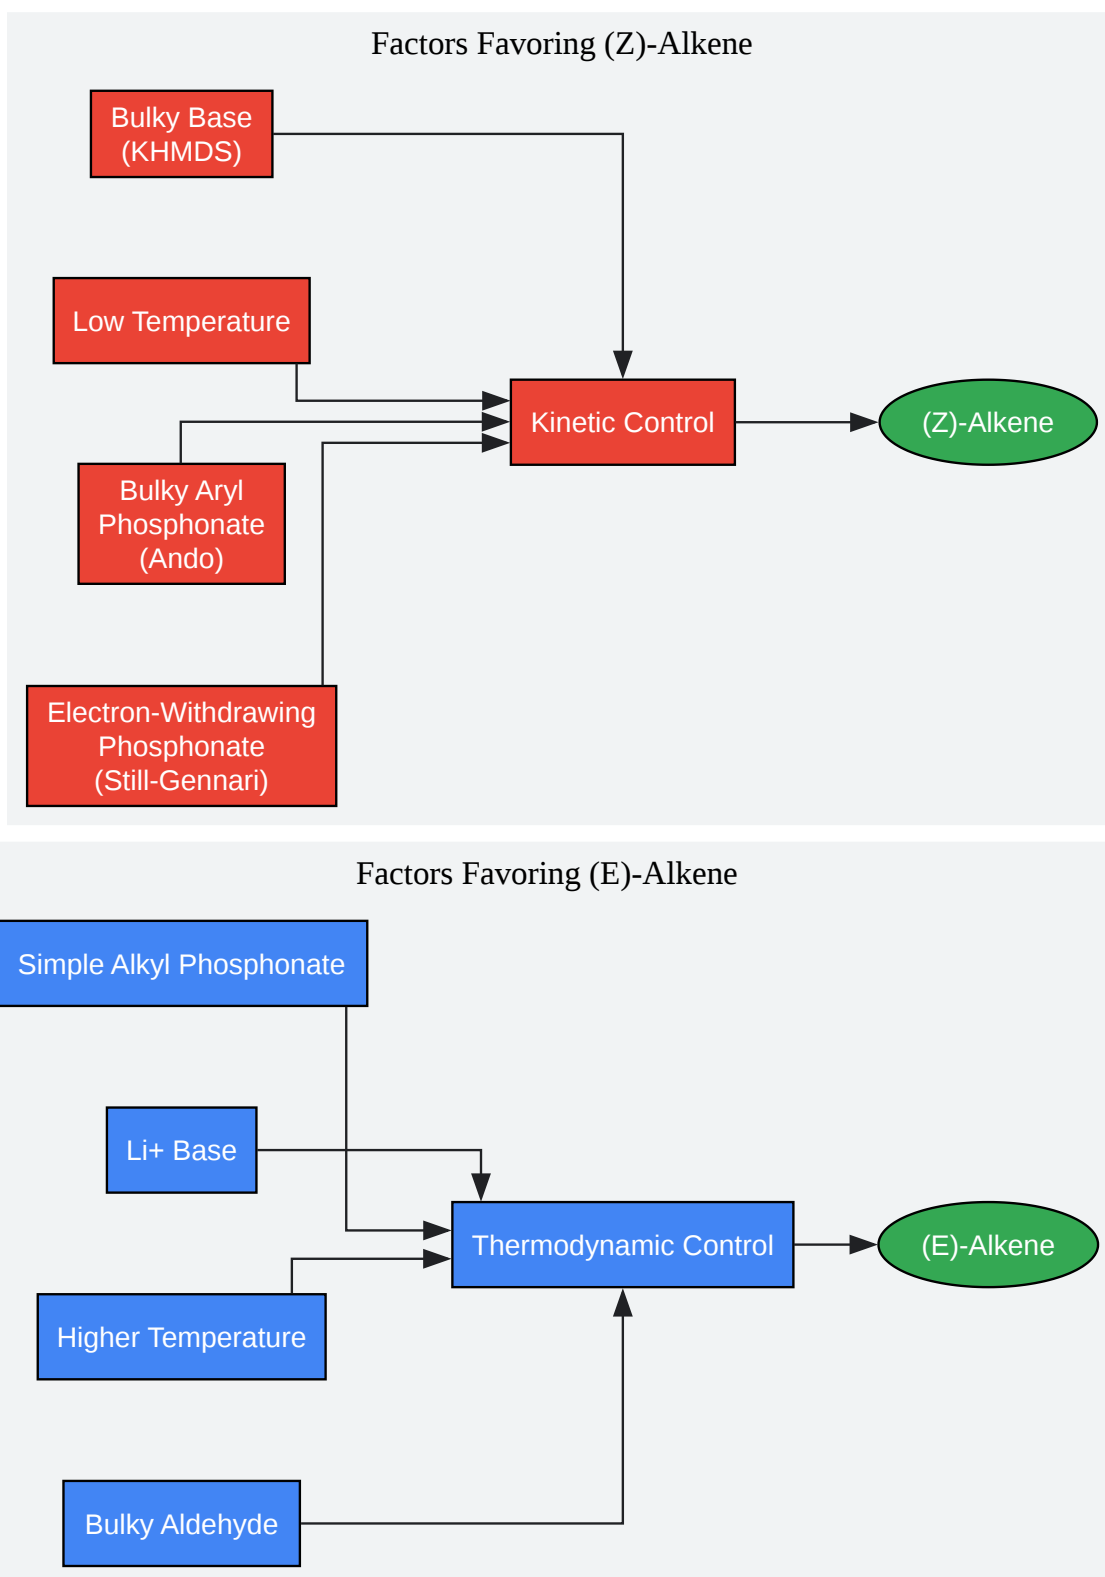 Factors Favoring (Z)-Alkene
Bulky Base
(KHMDS)
Low Temperature
Kinetic Control
(Z)-Alkene
Bulky Aryl
Phosphonate
(Ando)
Electron-Withdrawing
Phosphonate
(Still-Gennari)
Factors Favoring (E)-Alkene
Simple Alkyl Phosphonate
Li+ Base
Thermodynamic Control
(E)-Alkene
Higher Temperature
Bulky Aldehyde